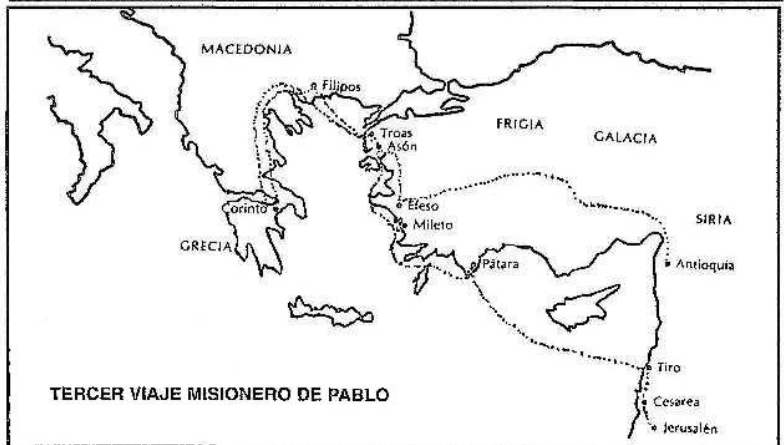 MACEDONIA
Filipos
FRIGIA
GALACIA
Troas
Asón
Corinto
Efeso
SIRIA
Mileto
GRECIA
Pátara
Antioquía
Tiro
TERCER VIAJE MISIONERO DE PABLO
Cesarea
Jerusalén